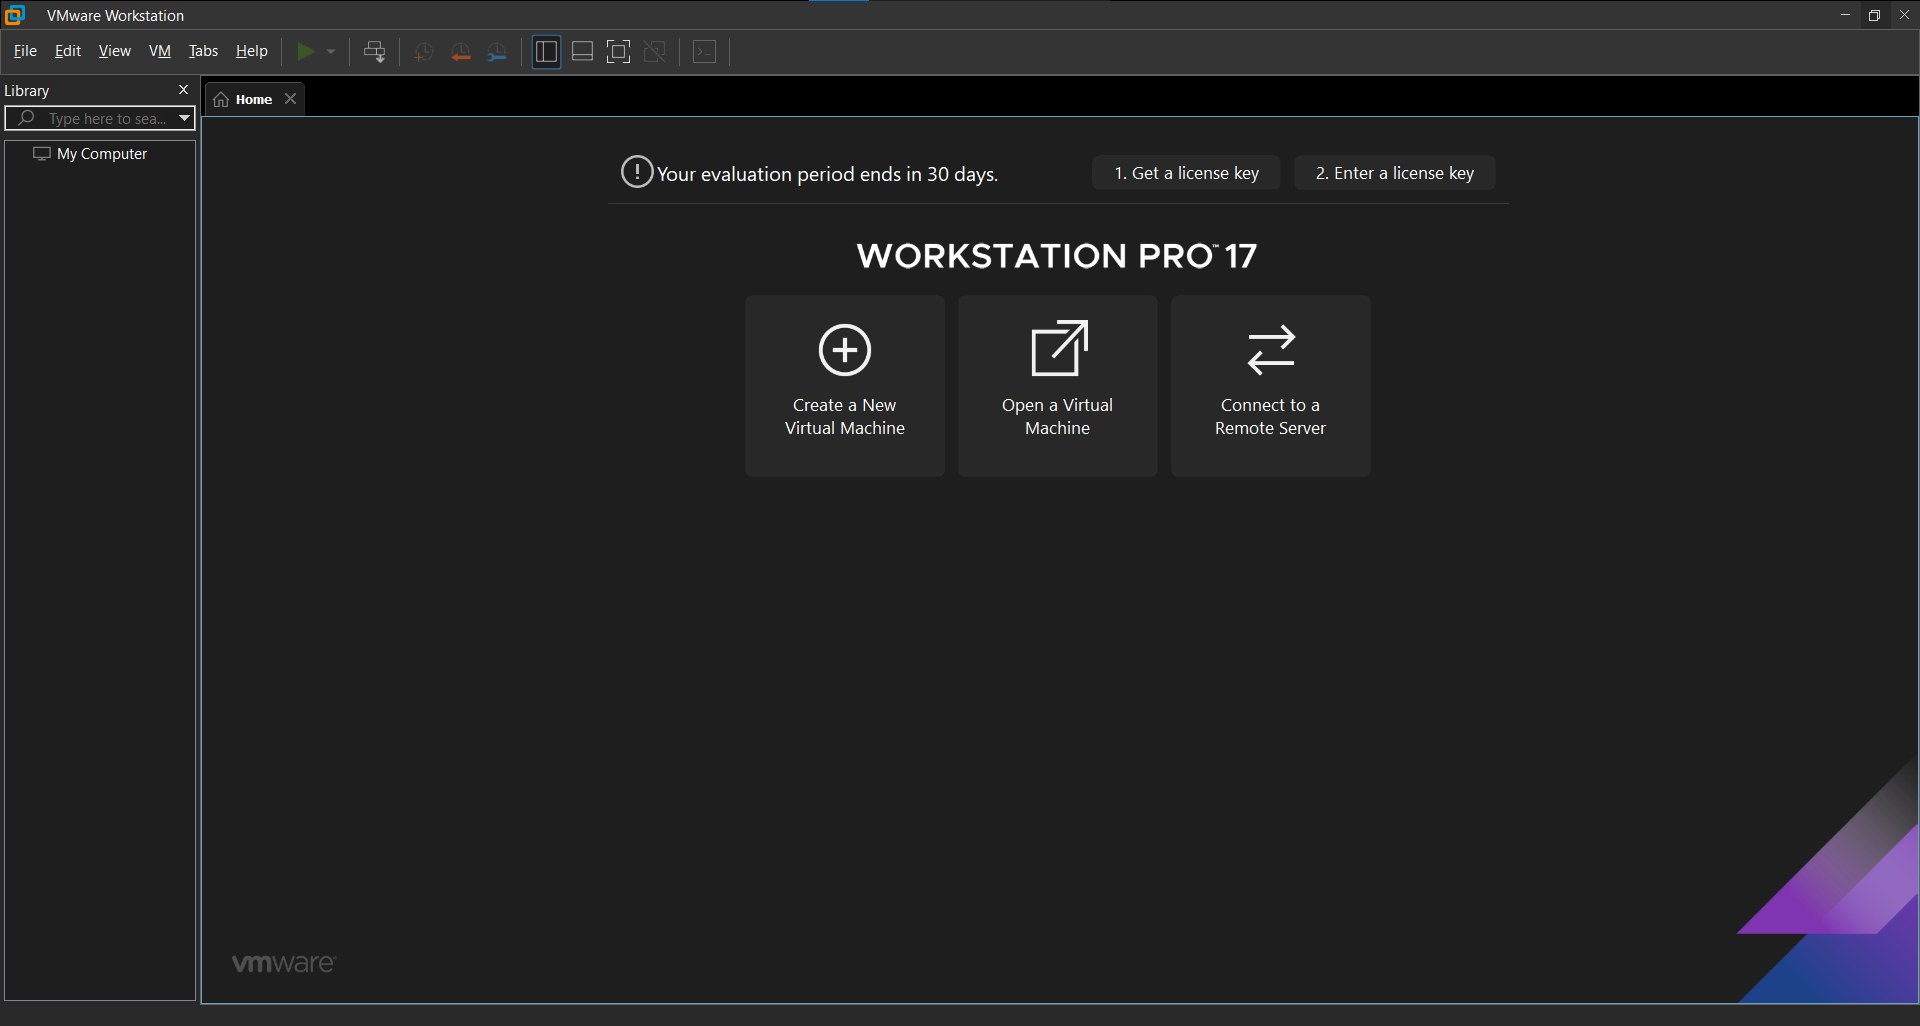 VMware Workstation
File Edit View VM Tabs Help
Library
Type here to sea...
My Computer
Home
Your evaluation period ends in 30 days.
1. Get a license key
2. Enter a license key
WORKSTATION PRO™ 17
Create a New
Virtual Machine
Open a Virtual
Machine
Connect to a
Remote Server
vmware®